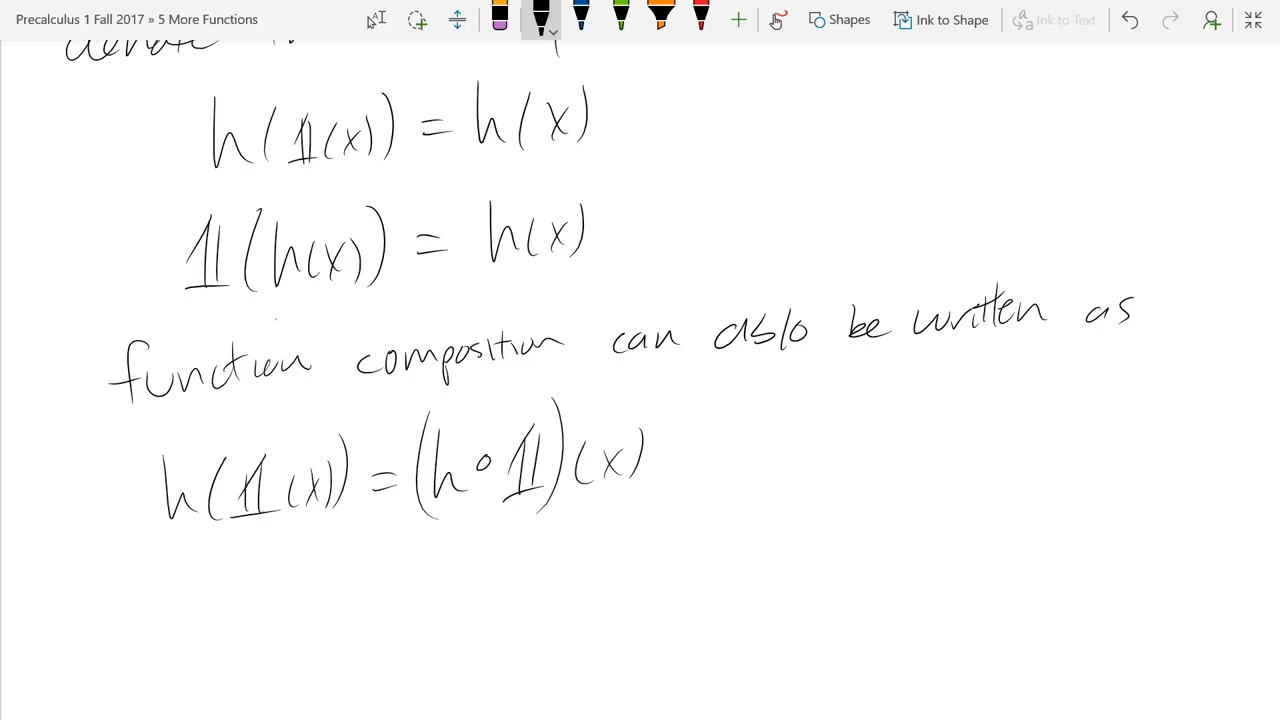 Precalculus 1 Fall 2017 » 5 More Functions Shapes Ink to Shape Ink to Text
h(𝟙(x)) = h(x)
𝟙(h(x)) = h(x)
function composition can also be written as
h(𝟙(x)) = (h∘𝟙)(x)